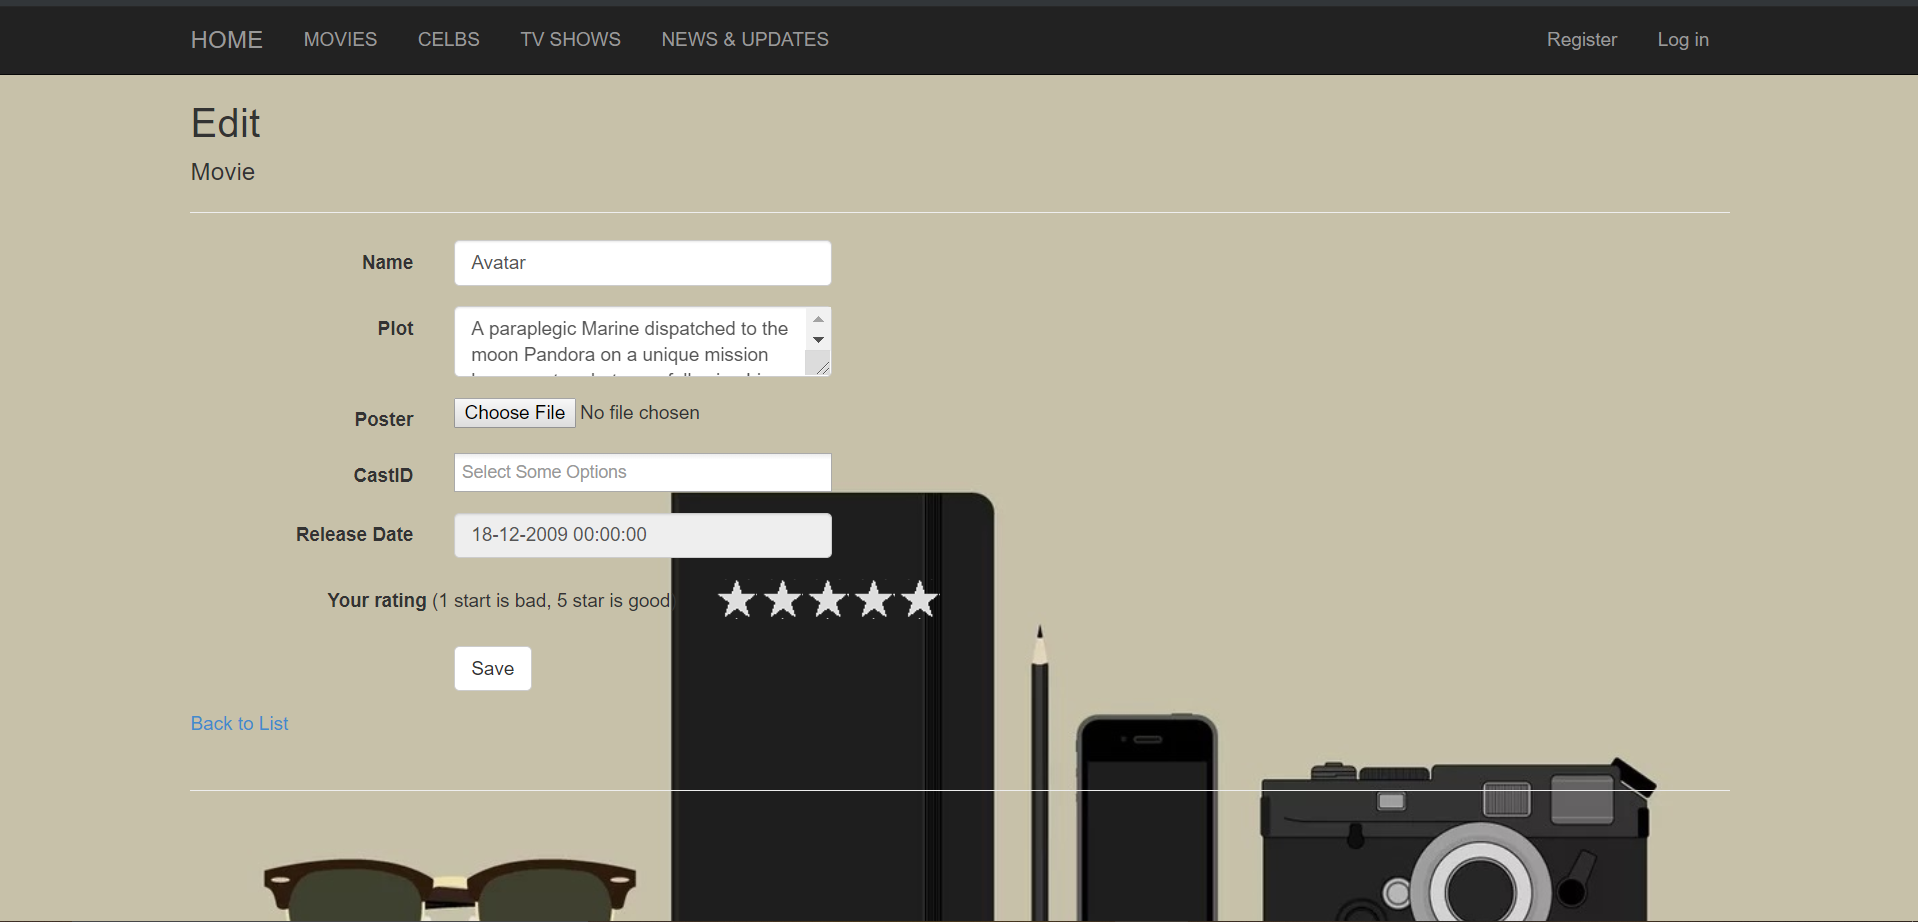 HOME MOVIES CELBS TV SHOWS NEWS & UPDATES Register Log in
Edit
Movie
Name Avatar
Plot A paraplegic Marine dispatched to the
moon Pandora on a unique mission
Poster Choose File No file chosen
CastID Select Some Options
Release Date 18-12-2009 00:00:00
Your rating (1 start is bad, 5 star is good)
Save
Back to List